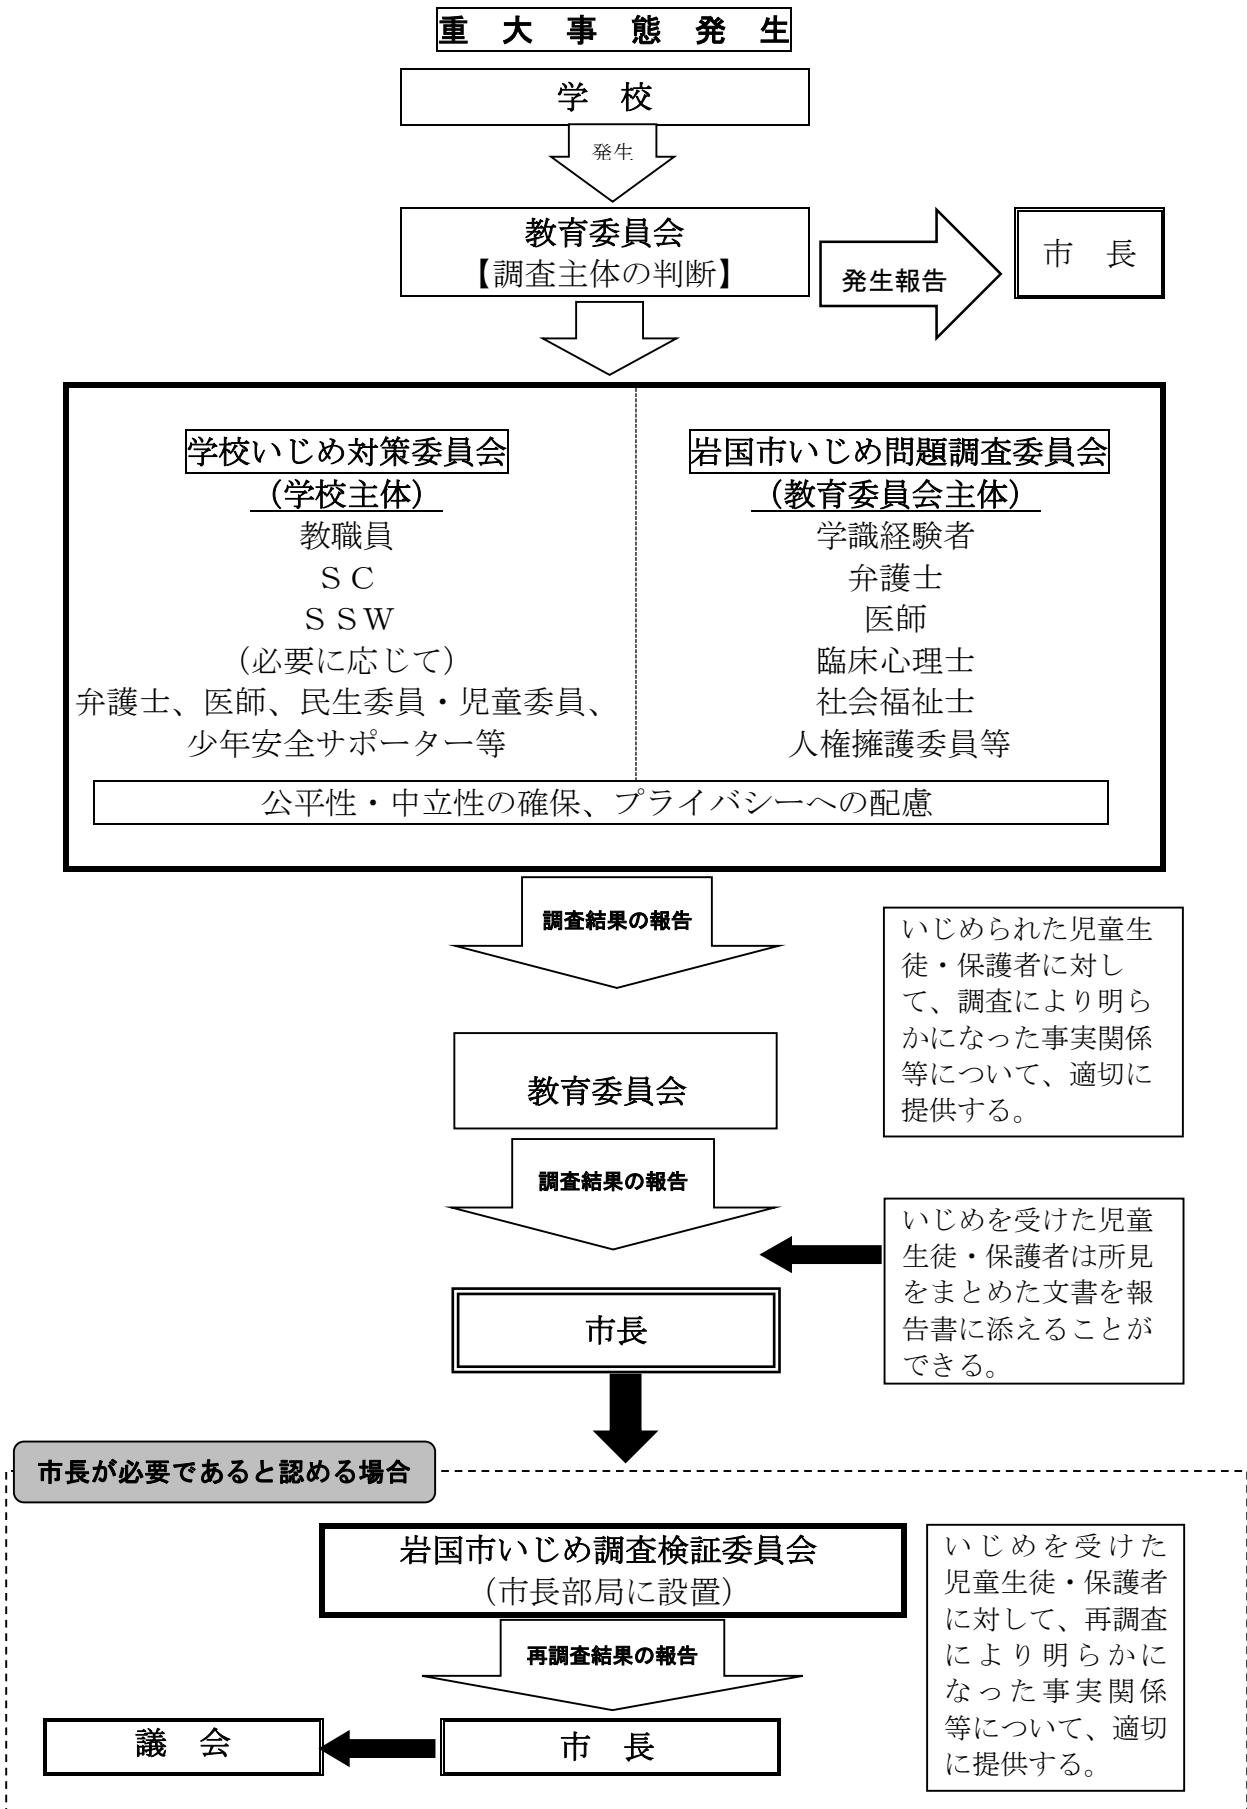 重　大　事　態　発　生
学　校
発生
教育委員会
【調査主体の判断】
発生報告
市　長
学校いじめ対策委員会
（学校主体）
教職員
ＳＣ
ＳＳＷ
（必要に応じて）
弁護士、医師、民生委員・児童委員、
少年安全サポーター等
岩国市いじめ問題調査委員会
（教育委員会主体）
学識経験者
弁護士
医師
臨床心理士
社会福祉士
人権擁護委員等
公平性・中立性の確保、プライバシーへの配慮
調査結果の報告
いじめられた児童生
徒・保護者に対し
て、調査により明ら
かになった事実関係
等について、適切に
提供する。
教育委員会
調査結果の報告
いじめを受けた児童
生徒・保護者は所見
をまとめた文書を報
告書に添えることが
できる。
市長
市長が必要であると認める場合
岩国市いじめ調査検証委員会
（市長部局に設置）
再調査結果の報告
いじめを受けた
児童生徒・保護者
に対して、再調査
により明らかに
なった事実関係
等について、適切
に提供する。
議　会
市　長